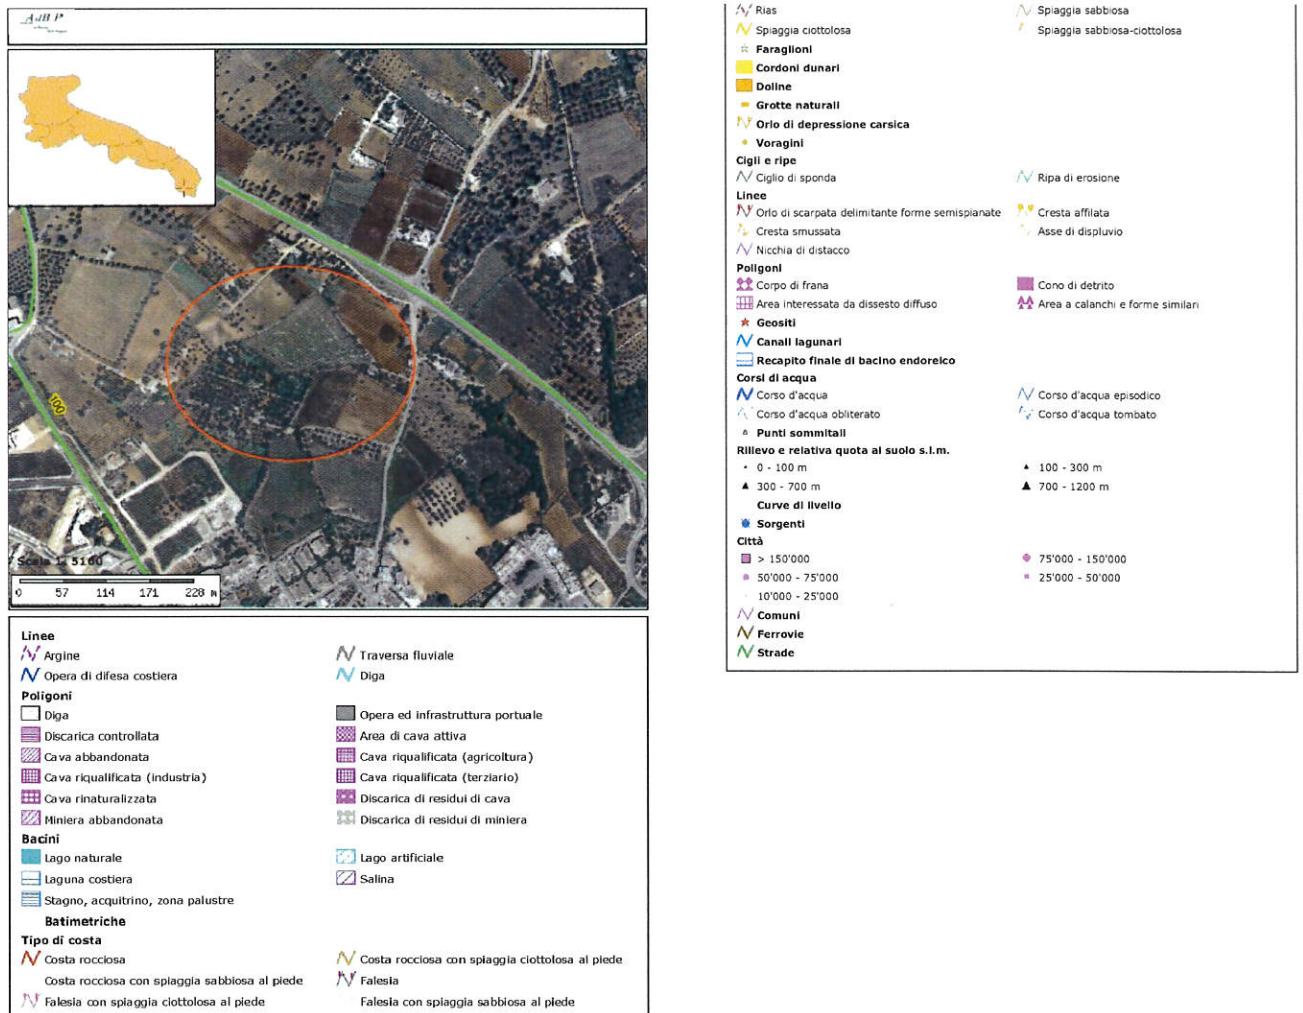 AdB P
100
Scala 1: 5160
0 57 114 171 228 m
Linee
Argine Traversa fluviale
Opera di difesa costiera Diga
Poligoni
Diga Opera ed infrastruttura portuale
Discarica controllata Area di cava attiva
Cava abbandonata Cava riqualificata (agricoltura)
Cava riqualificata (industria) Cava riqualificata (terziario)
Cava rinaturalizzata Discarica di residui di cava
Miniera abbandonata Discarica di residui di miniera
Bacini
Lago naturale Lago artificiale
Laguna costiera Salina
Stagno, acquitrino, zona palustre
Batimetriche
Tipo di costa
Costa rocciosa Costa rocciosa con spiaggia ciottolosa al piede
Costa rocciosa con spiaggia sabbiosa al piede Falesia
Falesia con spiaggia ciottolosa al piede Falesia con spiaggia sabbiosa al piede
Rias Spiaggia sabbiosa
Spiaggia ciottolosa Spiaggia sabbiosa-ciottolosa
Faraglioni
Cordoni dunari
Doline
Grotte naturali
Orlo di depressione carsica
Voragini
Cigli e ripe
Ciglio di sponda Ripa di erosione
Linee
Orlo di scarpata delimitante forme semispianate Cresta affilata
Cresta smussata Asse di displuvio
Nicchia di distacco
Poligoni
Corpo di frana Cono di detrito
Area interessata da dissesto diffuso Area a calanchi e forme similari
Geositi
Canali lagunari
Recapito finale di bacino endoreico
Corsi di acqua
Corso d'acqua Corso d'acqua episodico
Corso d'acqua obliterato Corso d'acqua tombato
Punti sommitali
Rilievo e relativa quota al suolo s.l.m.
0 - 100 m 100 - 300 m
300 - 700 m 700 - 1200 m
Curve di livello
Sorgenti
Città
> 150'000 75'000 - 150'000
50'000 - 75'000 25'000 - 50'000
10'000 - 25'000
Comuni
Ferrovie
Strade